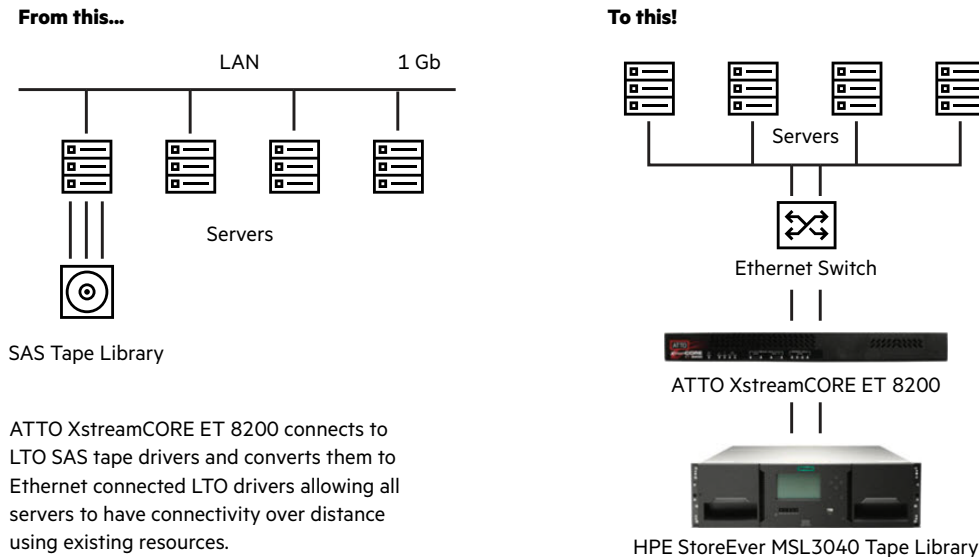 From this...
LAN
1 Gb
Servers
SAS Tape Library
ATTO XstreamCORE ET 8200 connects to
LTO SAS tape drivers and converts them to
Ethernet connected LTO drivers allowing all
servers to have connectivity over distance
using existing resources.
To this!
Servers
Ethernet Switch
ATTO
ATTO XstreamCORE ET 8200
HPE StoreEver MSL3040 Tape Library